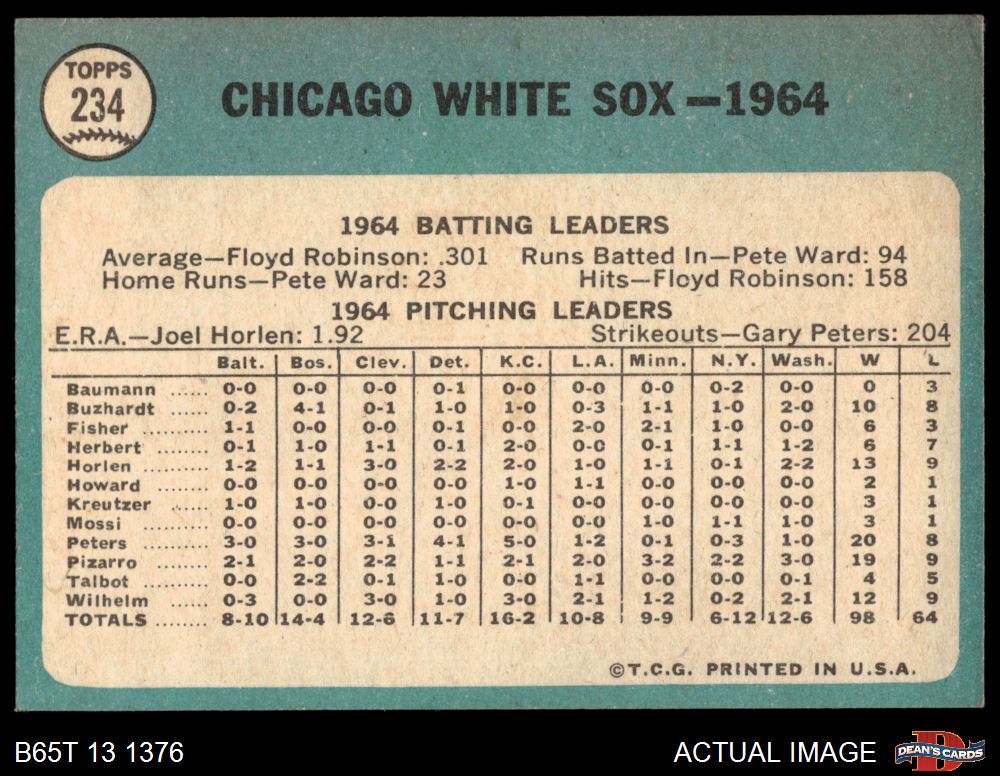 TOPPS
234
CHICAGO WHITE SOX—1964
1964 BATTING LEADERS
Average—Floyd Robinson: .301 Runs Batted In—Pete Ward: 94
Home Runs—Pete Ward: 23 Hits—Floyd Robinson: 158
1964 PITCHING LEADERS
E.R.A.—Joel Horlen: 1.92 Strikeouts—Gary Peters: 204
Balt. Bos. Clev. Det. K.C. L.A. Minn. N.Y. Wash. W L
Baumann ...... 0-0 0-0 0-0 0-1 0-0 0-0 0-0 0-2 0-0 0 3
Buzhardt ...... 0-2 4-1 0-1 1-0 1-0 0-3 1-1 1-0 2-0 10 8
Fisher .......... 1-1 0-0 0-0 0-1 0-0 2-0 2-1 1-0 0-0 6 3
Herbert ........ 0-1 1-0 1-1 0-1 2-0 0-0 0-1 1-1 1-2 6 7
Horlen .......... 1-2 1-1 3-0 2-2 2-0 1-0 1-1 0-1 2-2 13 9
Howard ........ 0-0 0-0 0-0 0-0 1-0 1-1 0-0 0-0 0-0 2 1
Kreutzer ...... 1-0 1-0 0-0 1-0 0-1 0-0 0-0 0-0 0-0 3 1
Mossi .......... 0-0 0-0 0-0 0-0 0-0 0-0 1-0 1-1 1-0 3 1
Peters .......... 3-0 3-0 3-1 4-1 5-0 1-2 0-1 0-3 1-0 20 8
Pizarro ........ 2-1 2-0 2-2 1-1 2-1 2-0 3-2 2-2 3-0 19 9
Talbot .......... 0-0 2-2 0-1 1-0 0-0 1-1 0-0 0-0 0-1 4 5
Wilhelm ...... 0-3 0-0 3-0 1-0 3-0 2-1 1-2 0-2 2-1 12 9
TOTALS ........ 8-10 14-4 12-6 11-7 16-2 10-8 9-9 6-12 12-6 98 64
©T.C.G. PRINTED IN U.S.A.
B65T 13 1376 ACTUAL IMAGE DEAN'S CARDS